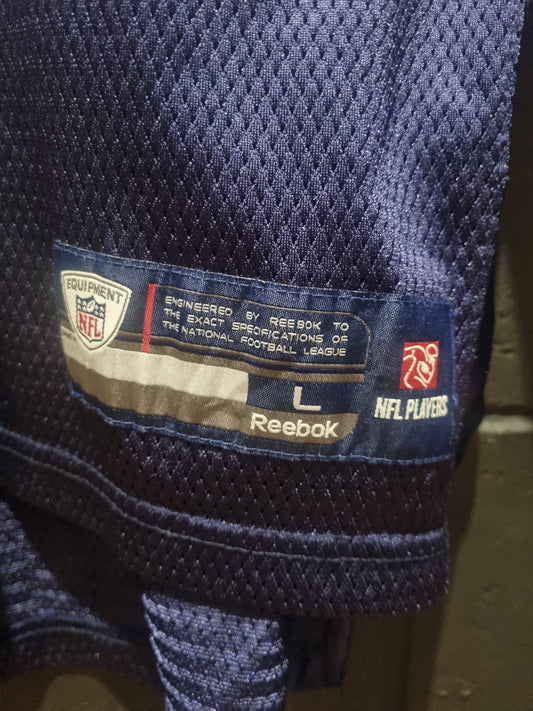 EQUIPMENT
NFL
ENGINEERED BY REEBOK TO
THE EXACT SPECIFICATIONS OF
THE NATIONAL FOOTBALL LEAGUE
L
Reebok
NFL PLAYERS